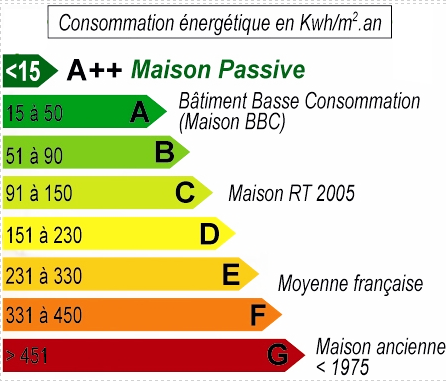 Consommation énergétique en Kwh/m².an
<15 A++ Maison Passive
15 à 50 A Bâtiment Basse Consommation
(Maison BBC)
51 à 90 B
91 à 150 C Maison RT 2005
151 à 230 D
231 à 330 E
Moyenne française
331 à 450 F
> 451 G Maison ancienne
< 1975